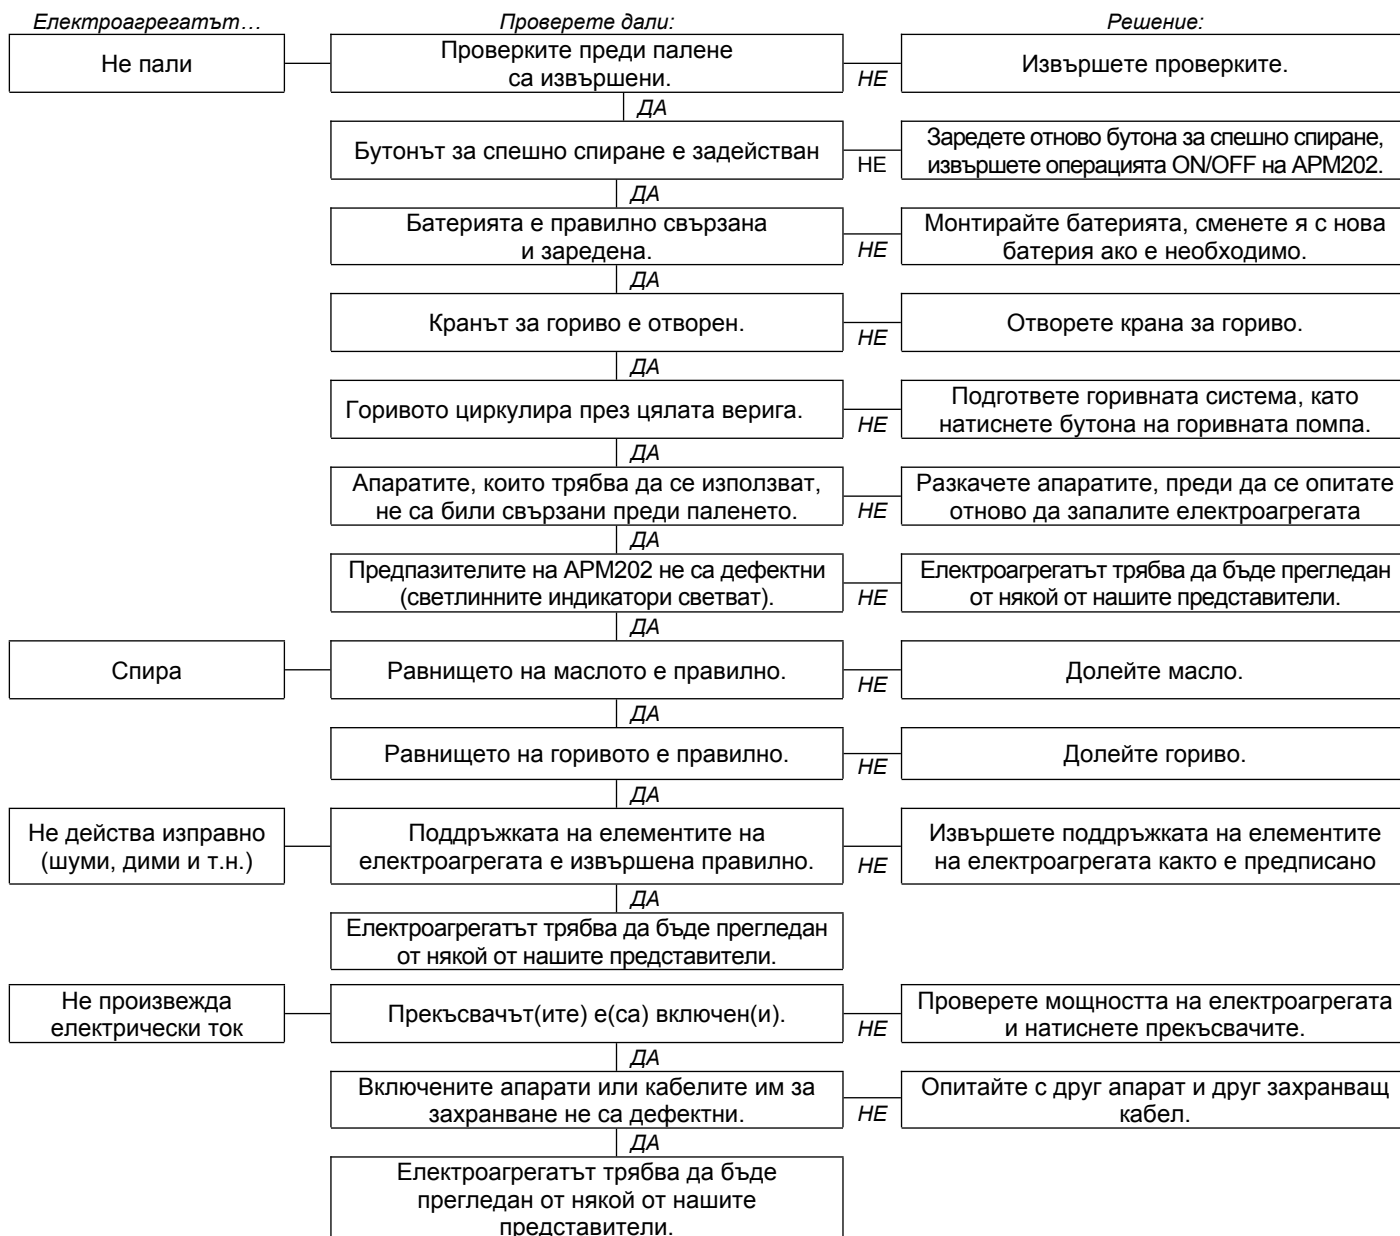 Електроагрегатът…
Проверете дали:
Решение:
Не пали
Проверките преди палене
са извършени.
НЕ
Извършете проверките.
ДА
Бутонът за спешно спиране е задействан
НЕ
Заредете отново бутона за спешно спиране,
извършете операцията ON/OFF на APM202.
ДА
Батерията е правилно свързана
и заредена.
НЕ
Монтирайте батерията, сменете я с нова
батерия ако е необходимо.
ДА
Кранът за гориво е отворен.
НЕ
Отворете крана за гориво.
ДА
Горивото циркулира през цялата верига.
НЕ
Подгответе горивната система, като
натиснете бутона на горивната помпа.
ДА
Апаратите, които трябва да се използват,
не са били свързани преди паленето.
НЕ
Разкачете апаратите, преди да се опитате
отново да запалите електроагрегата
ДА
Предпазителите на APM202 не са дефектни
(светлинните индикатори светват).
НЕ
Електроагрегатът трябва да бъде прегледан
от някой от нашите представители.
ДА
Спира
Равнището на маслото е правилно.
НЕ
Долейте масло.
ДА
Равнището на горивото е правилно.
НЕ
Долейте гориво.
ДА
Не действа изправно
(шуми, дими и т.н.)
Поддръжката на елементите на
електроагрегата е извършена правилно.
НЕ
Извършете поддръжката на елементите
на електроагрегата както е предписано
ДА
Електроагрегатът трябва да бъде прегледан
от някой от нашите представители.
Не произвежда
електрически ток
Прекъсвачът(ите) е(са) включен(и).
НЕ
Проверете мощността на електроагрегата
и натиснете прекъсвачите.
ДА
Включените апарати или кабелите им за
захранване не са дефектни.
НЕ
Опитайте с друг апарат и друг захранващ
кабел.
ДА
Електроагрегатът трябва да бъде
прегледан от някой от нашите
представители.